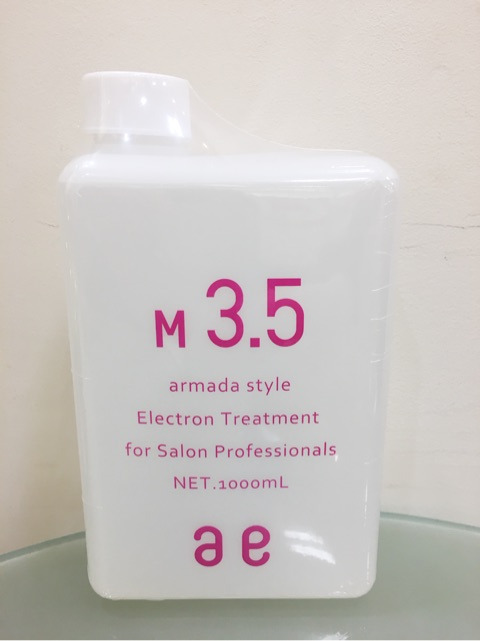 M 3.5
armada style
Electron Treatment
for Salon Professionals
NET.1000mL
ae